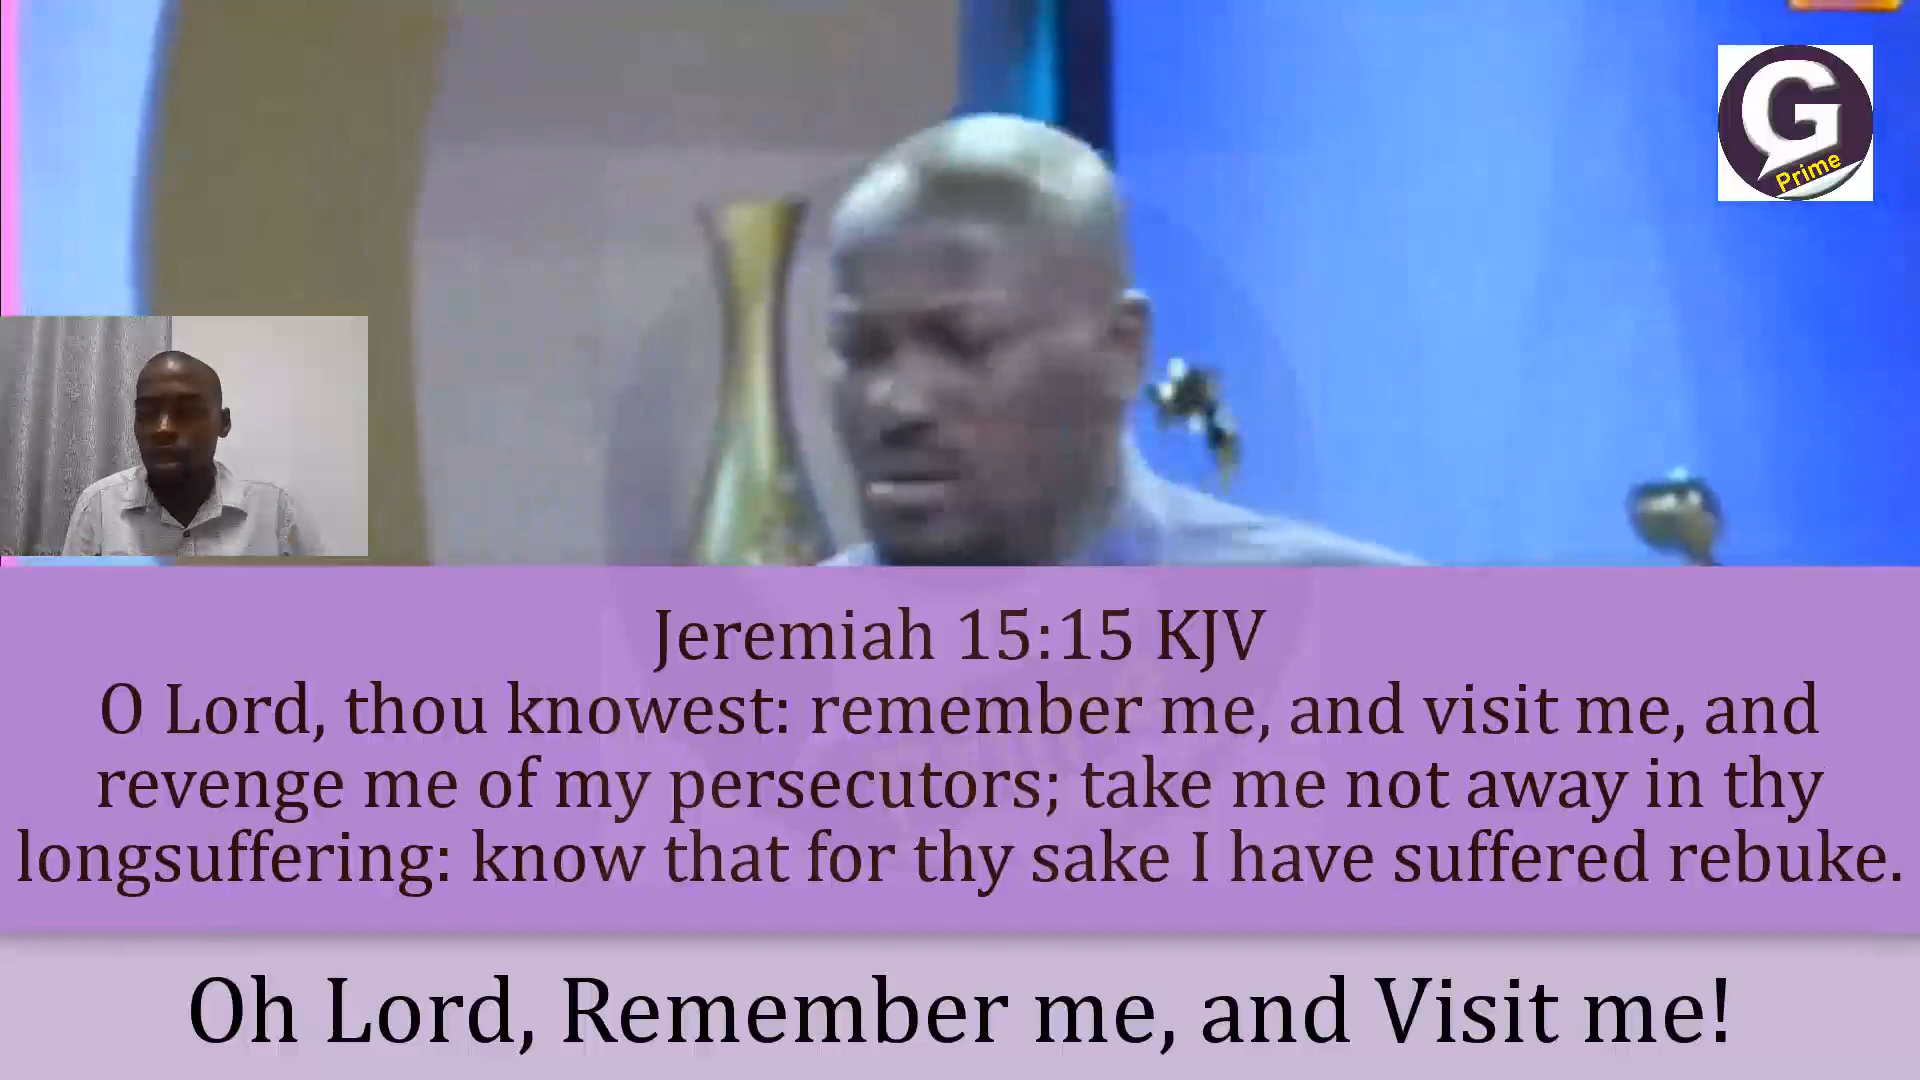 G
Prime
Jeremiah 15:15 KJV
O Lord, thou knowest: remember me, and visit me, and
revenge me of my persecutors; take me not away in thy
longsuffering: know that for thy sake I have suffered rebuke.
Oh Lord, Remember me, and Visit me!